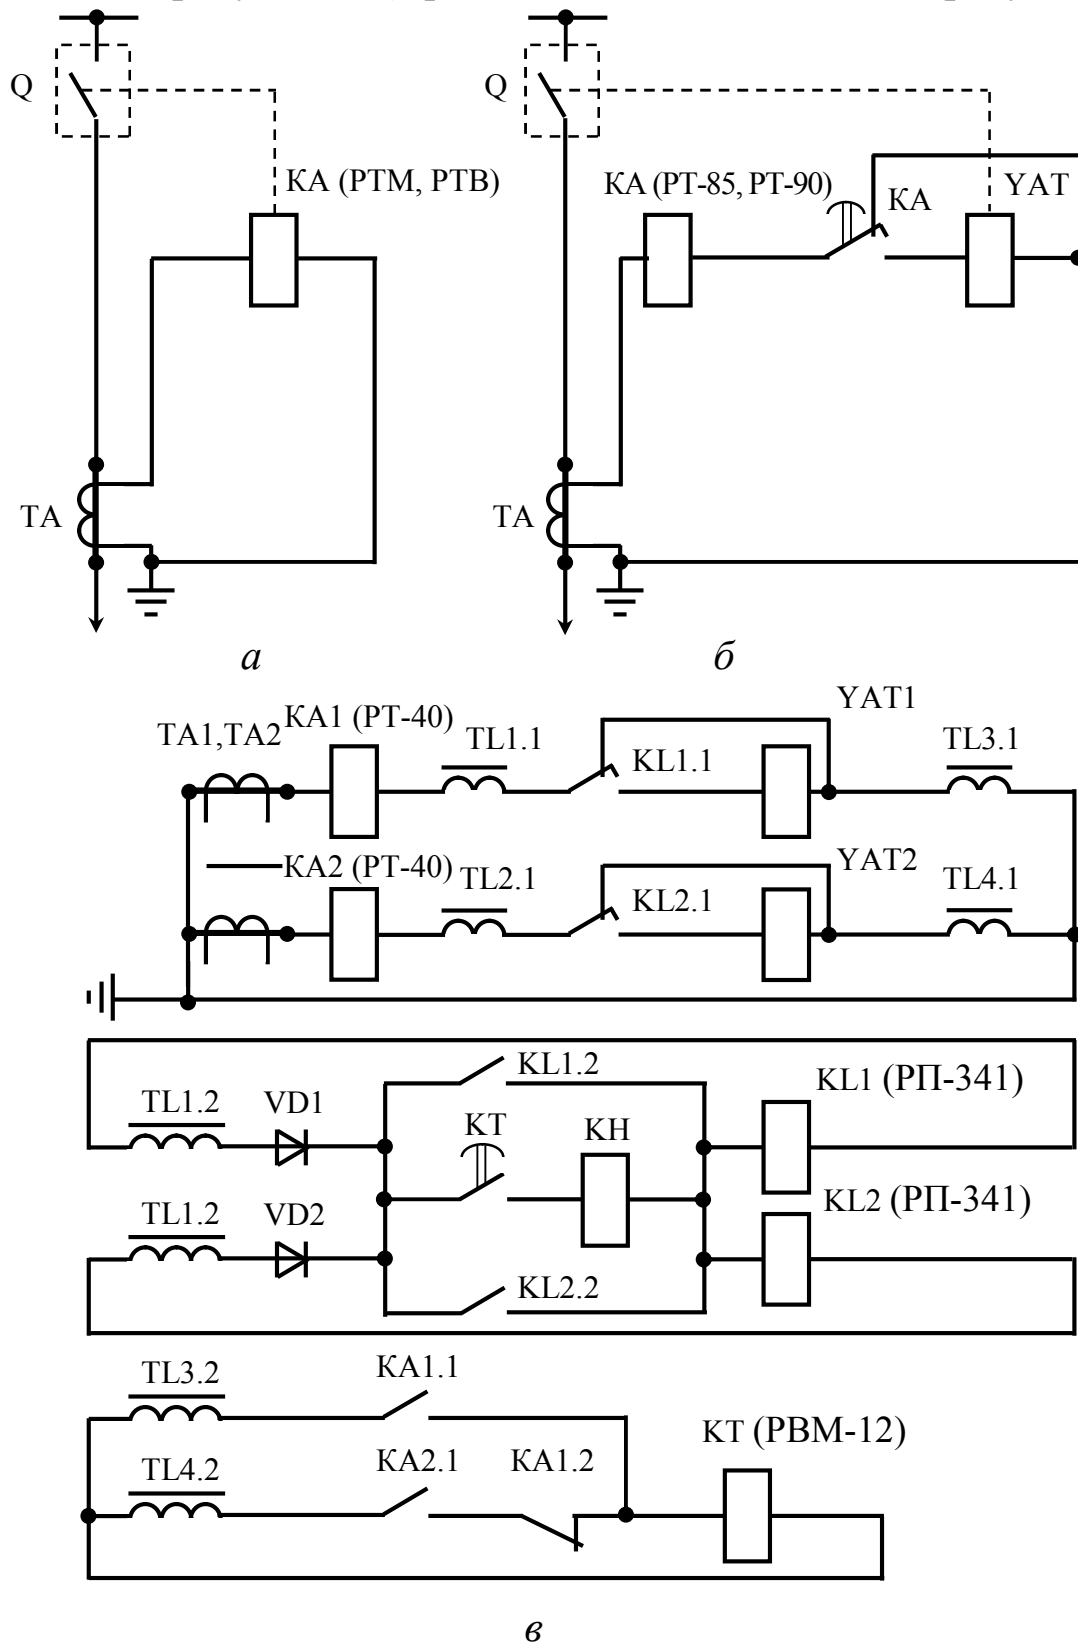 Q
КА (РТМ, РТВ)
ТА
а
Q
КА (РТ-85, РТ-90)
КА
YAT
ТА
б
ТА1,ТА2
КА1 (РТ-40)
TL1.1
KL1.1
YAT1
TL3.1
КА2 (РТ-40)
TL2.1
KL2.1
YAT2
TL4.1
KL1.2
KL1 (РП-341)
TL1.2
VD1
KT
KH
KL2 (РП-341)
TL1.2
VD2
KL2.2
TL3.2
КА1.1
KT (РВМ-12)
TL4.2
КА2.1
КА1.2
в